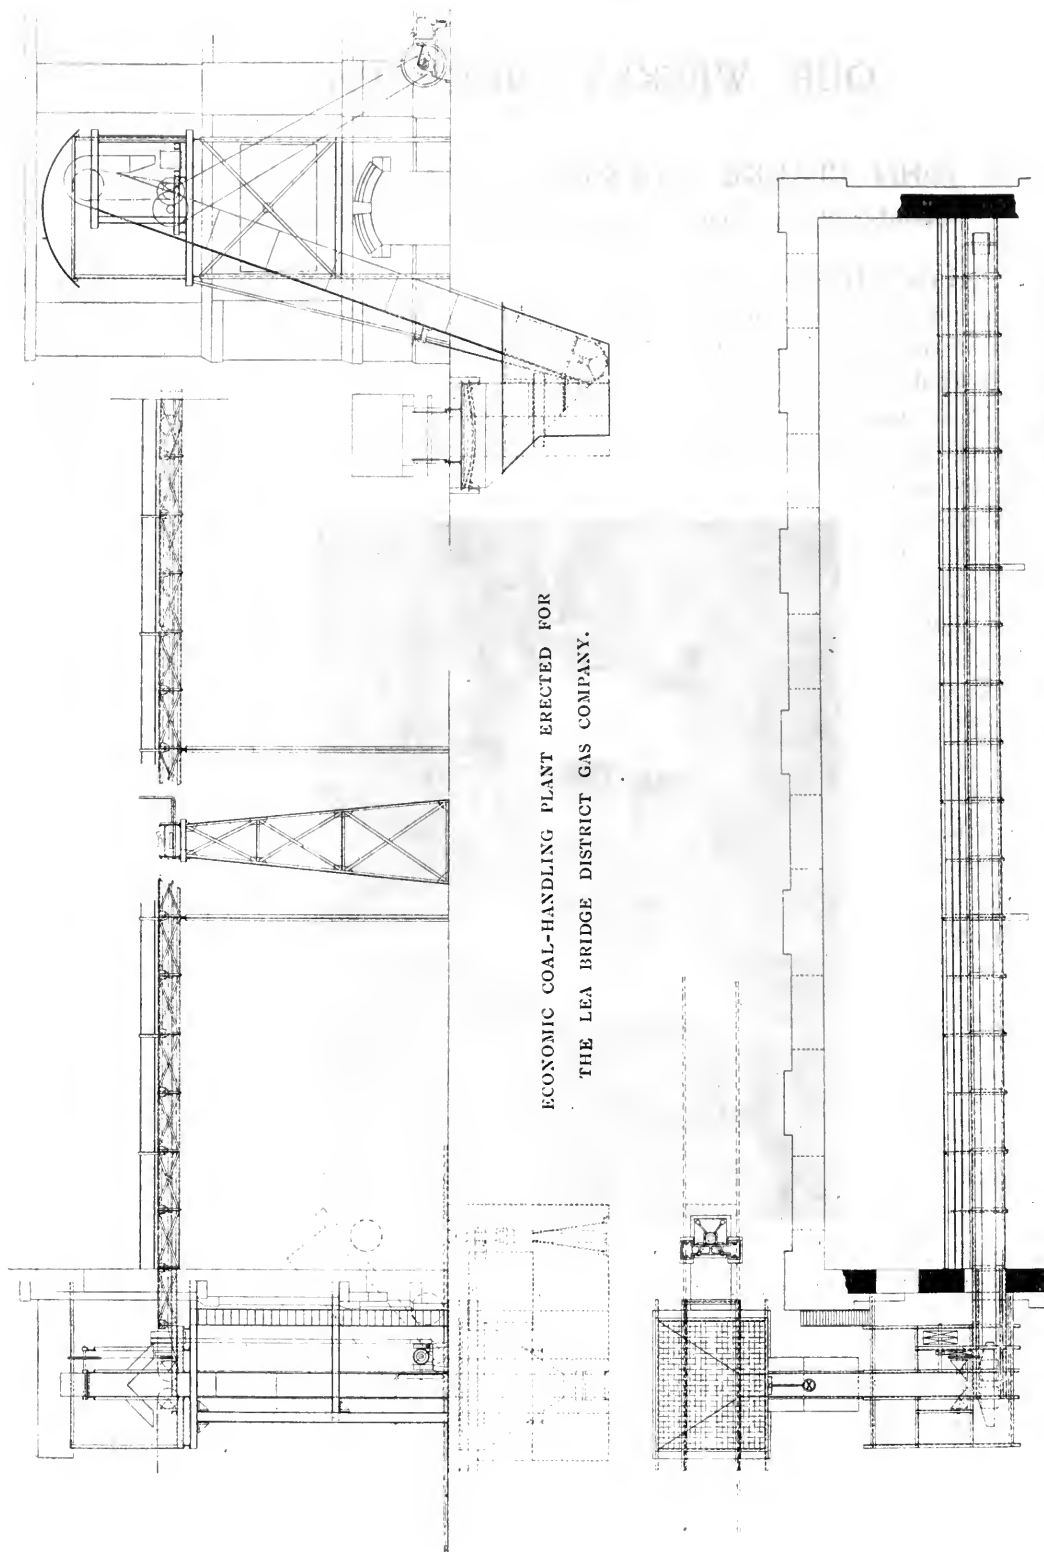 ECONOMIC COAL-HANDLING PLANT ERECTED FOR
THE LEA BRIDGE DISTRICT GAS COMPANY.